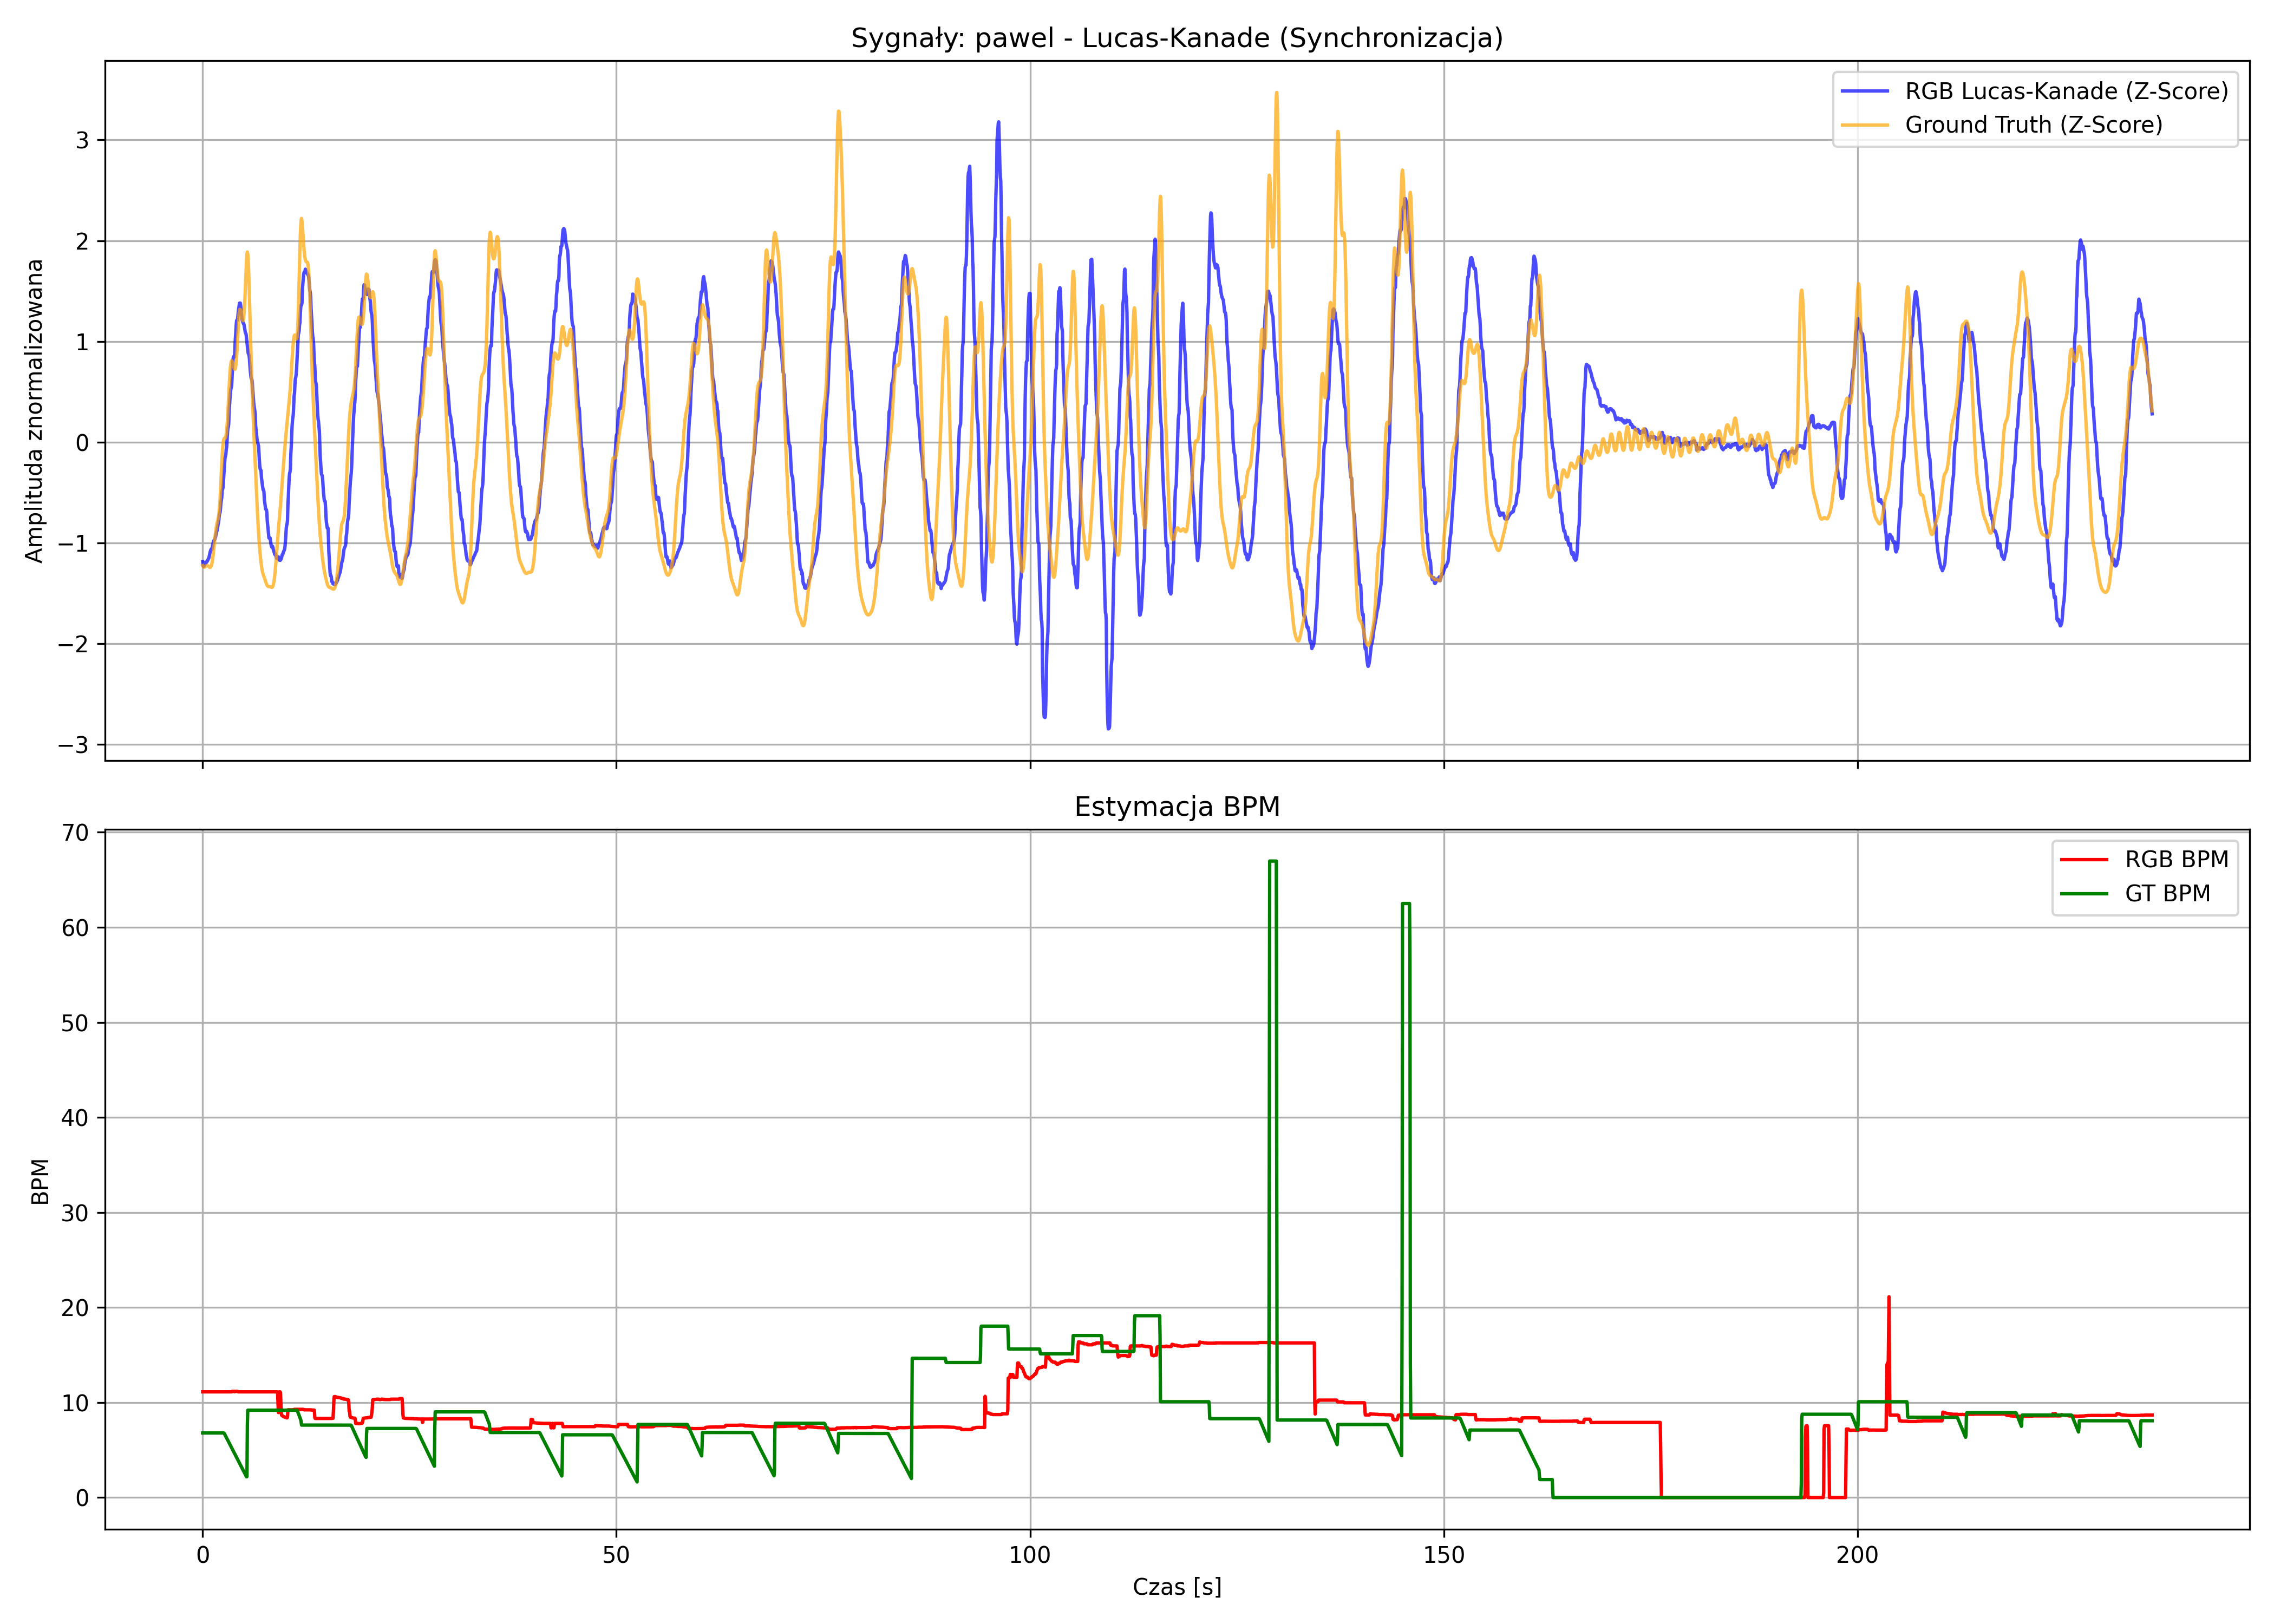 Sygnały: pawel - Lucas-Kanade (Synchronizacja)
RGB Lucas-Kanade (Z-Score)
Ground Truth (Z-Score)
Amplituda znormalizowana
3
2
1
0
−1
−2
−3
Estymacja BPM
RGB BPM
GT BPM
BPM
70
60
50
40
30
20
10
0
0 50 100 150 200
Czas [s]